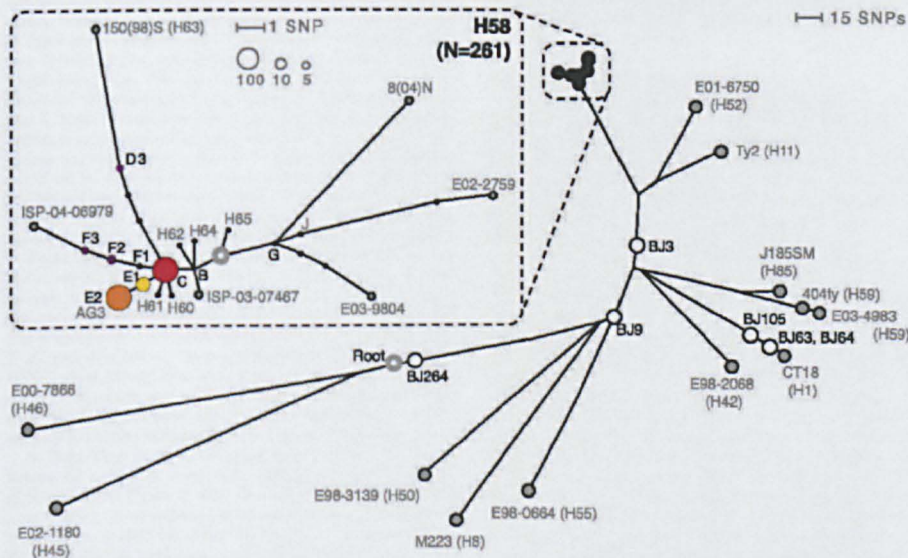 150(98)S (H63)
1 SNP
H58
(N=261)
100
10
5
15 SNPs
8(04)N
E01-6750
(H52)
Ty2 (H11)
D3
E02-2759
ISP-04-06979
H62
H64
H65
J
F3
F2
F1
G
BJ3
E1
C
B
J185SM
(H85)
E2
AG3
H61
H60
ISP-03-07467
E03-9804
404ty (H59)
E03-4983
(H59)
BJ9
BJ105
BJ63, BJ64
Root
BJ264
CT18
(H1)
E98-2068
(H42)
E00-7866
(H46)
E98-3139 (H50)
E98-0664 (H55)
M223 (H8)
E02-1180
(H45)